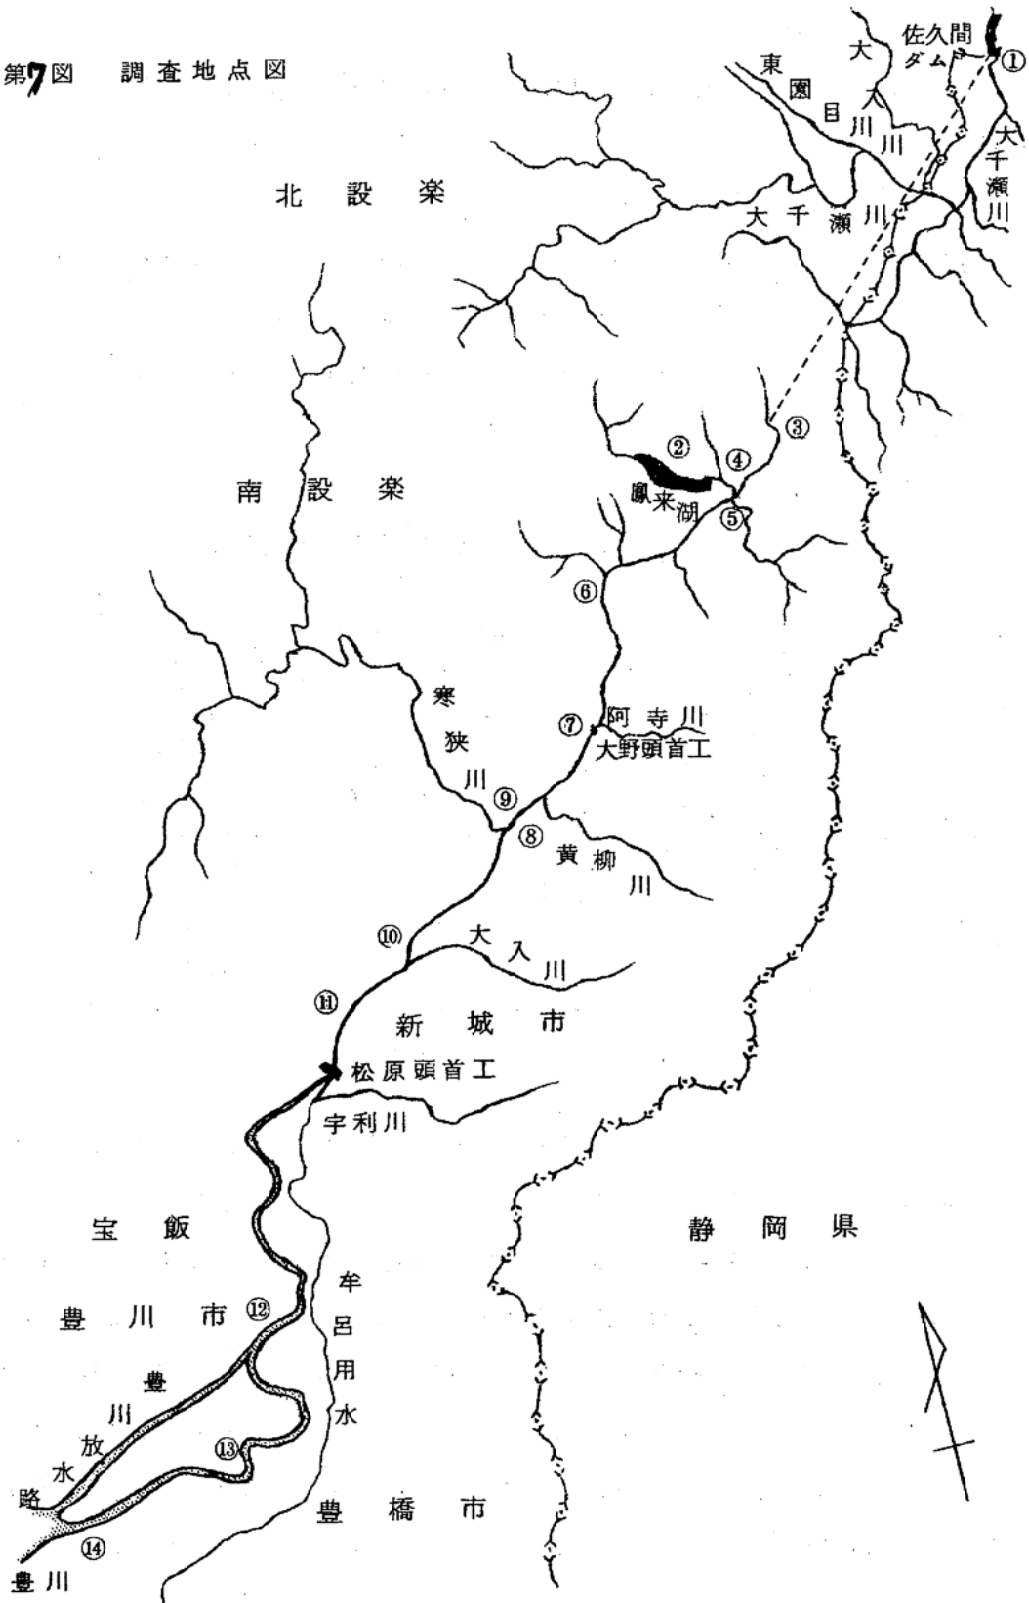 第7図 調査地点図
佐久間
ダム
①
大入川
東薗目川
大千瀬川
大千瀬川
北設楽
③
②
④
鳳来湖
⑤
南設楽
⑥
寒狭川
⑦
阿寺川
大野頭首工
⑨
⑧
黄柳川
⑩
大入川
⑪
新城市
松原頭首工
宇利川
宝飯
静岡県
豊川市
⑫
牟呂用水
豊川放水路
⑬
豊橋市
⑭
豊川